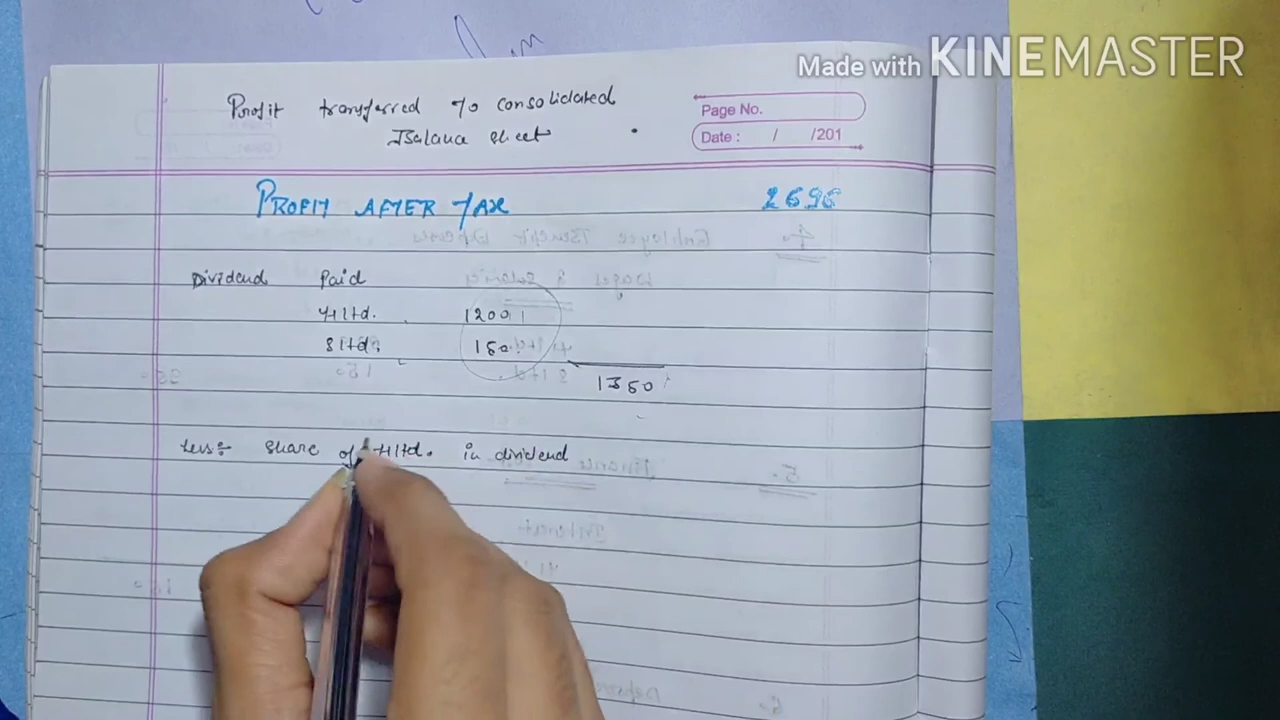 Made with KINEMASTER
Profit transferred to consolidated
Balance sheet
Page No.
Date : / /201
PROFIT AFTER TAX 2696
Dividend Paid
H ltd. 1200
S ltd. 150
1350
Less: Share of H ltd. in dividend